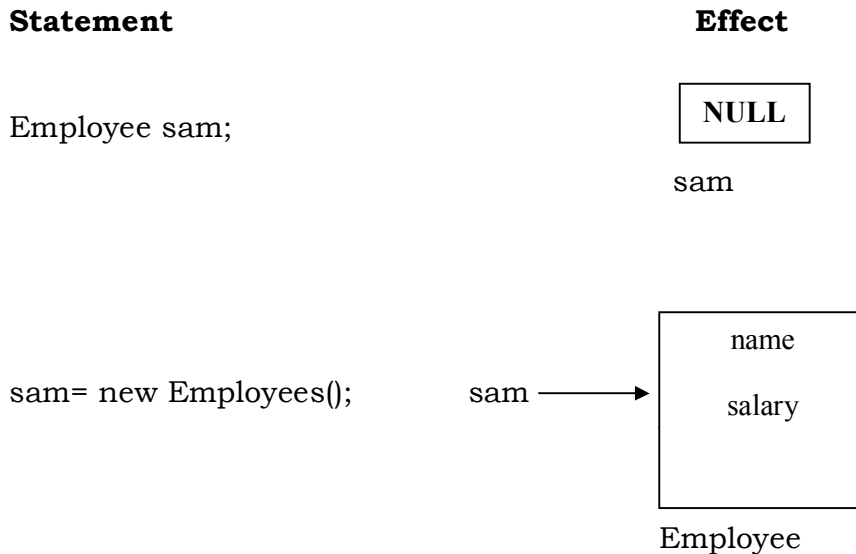 Statement Effect
NULL
Employee sam;
sam
name
sam= new Employees(); sam
salary
Employee